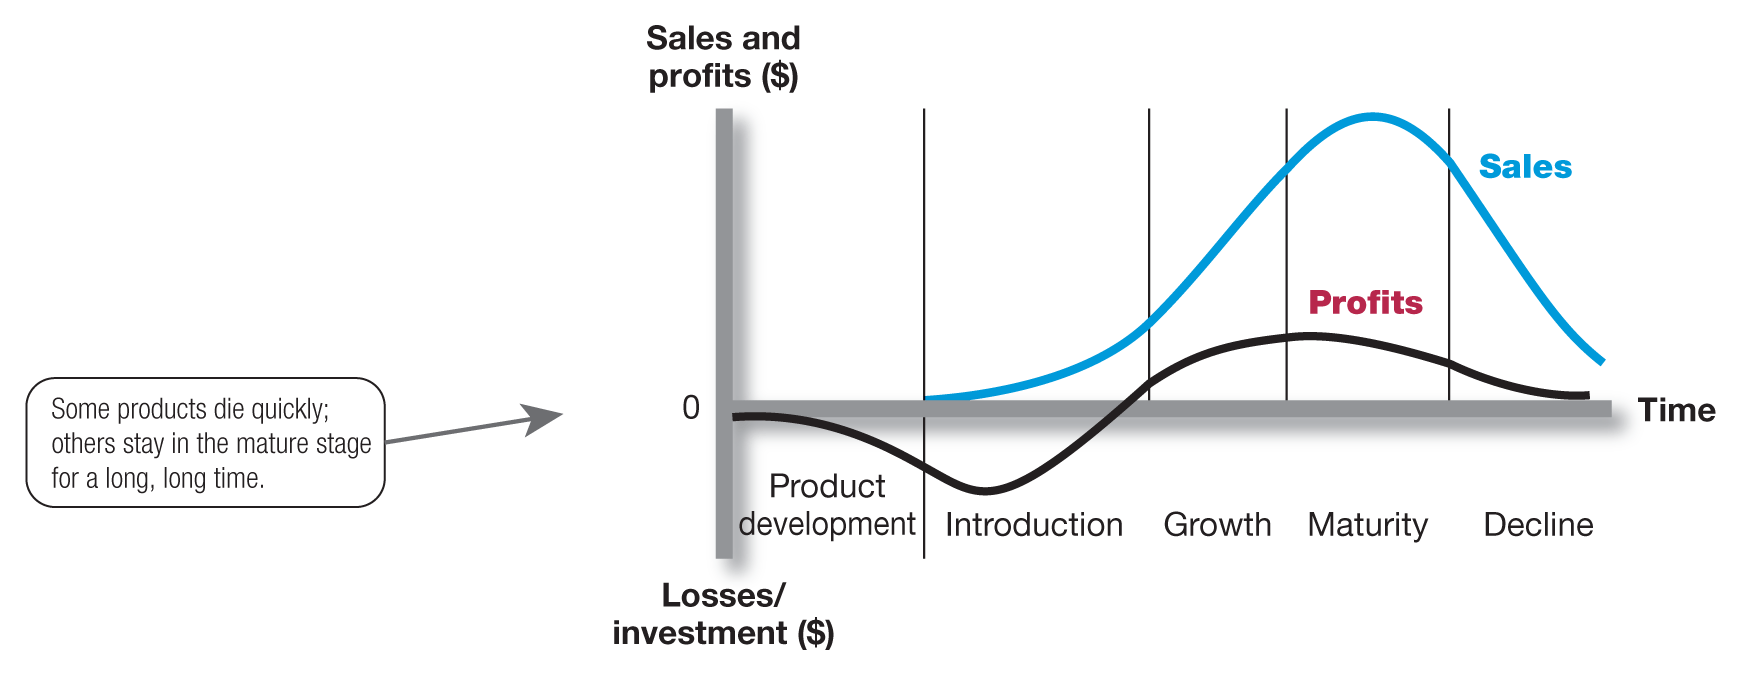 Sales and
profits ($)
Sales
Profits
Some products die quickly;
others stay in the mature stage
for a long, long time.
0
Time
Product
development
Introduction
Growth
Maturity
Decline
Losses/
investment ($)